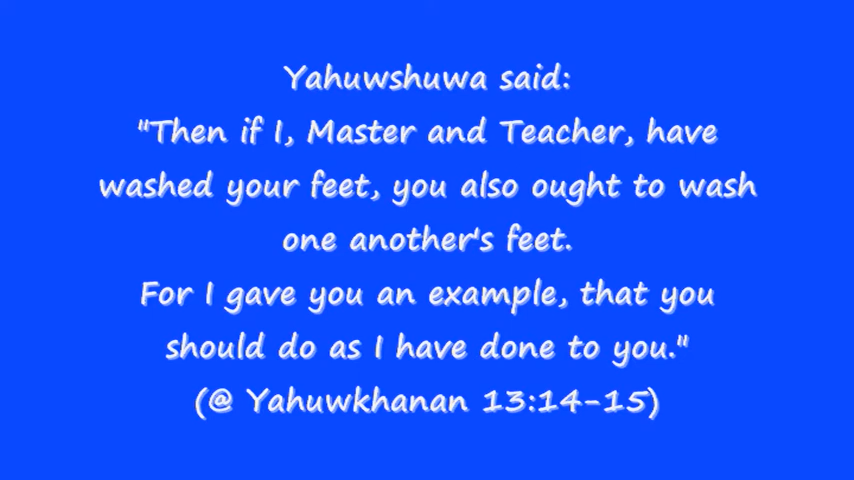 Yahuwshuwa said:
"Then if I, Master and Teacher, have
washed your feet, you also ought to wash
one another's feet.
For I gave you an example, that you
should do as I have done to you."
(@ Yahuwkhanan 13:14-15)